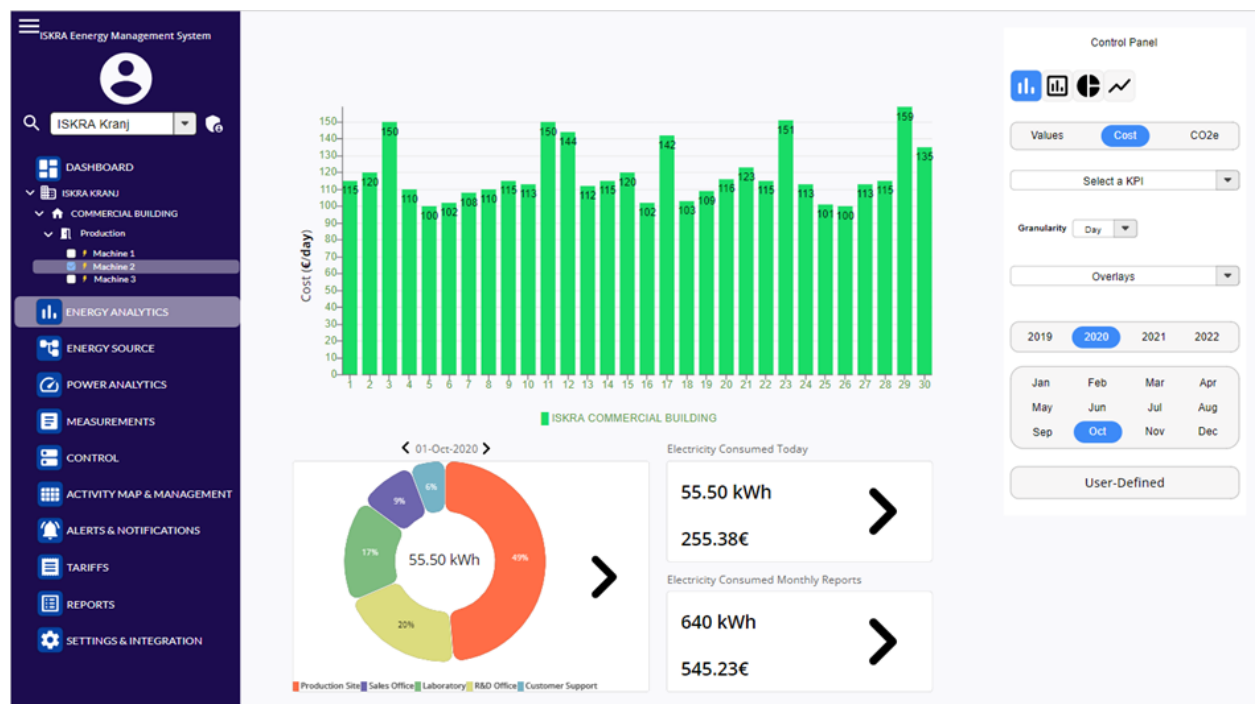 ISKRA Eenergy Management System
ISKRA Kranj
DASHBOARD
ISKRA KRANJ
COMMERCIAL BUILDING
Production
Machine 1
Machine 2
Machine 3
ENERGY ANALYTICS
ENERGY SOURCE
POWER ANALYTICS
MEASUREMENTS
CONTROL
ACTIVITY MAP & MANAGEMENT
ALERTS & NOTIFICATIONS
TARIFFS
REPORTS
SETTINGS & INTEGRATION
Cost (€/day)
150
140
130
120
110
100
90
80
70
60
50
40
30
20
10
0
115 120 150 110 100 102 108 110 115 113 150 144 112 115 120 102 142 103 109 116 123 115 151 113 101 100 113 115 159 135
1 2 3 4 5 6 7 8 9 10 11 12 13 14 15 16 17 18 19 20 21 22 23 24 25 26 27 28 29 30
ISKRA COMMERCIAL BUILDING
01-Oct-2020
6%
9%
17%
55.50 kWh
49%
20%
Production Site Sales Office Laboratory R&D Office Customer Support
Electricity Consumed Today
55.50 kWh
255.38€
Electricity Consumed Monthly Reports
640 kWh
545.23€
Control Panel
Values Cost CO2e
Select a KPI
Granularity Day
Overlays
2019 2020 2021 2022
Jan Feb Mar Apr
May Jun Jul Aug
Sep Oct Nov Dec
User-Defined